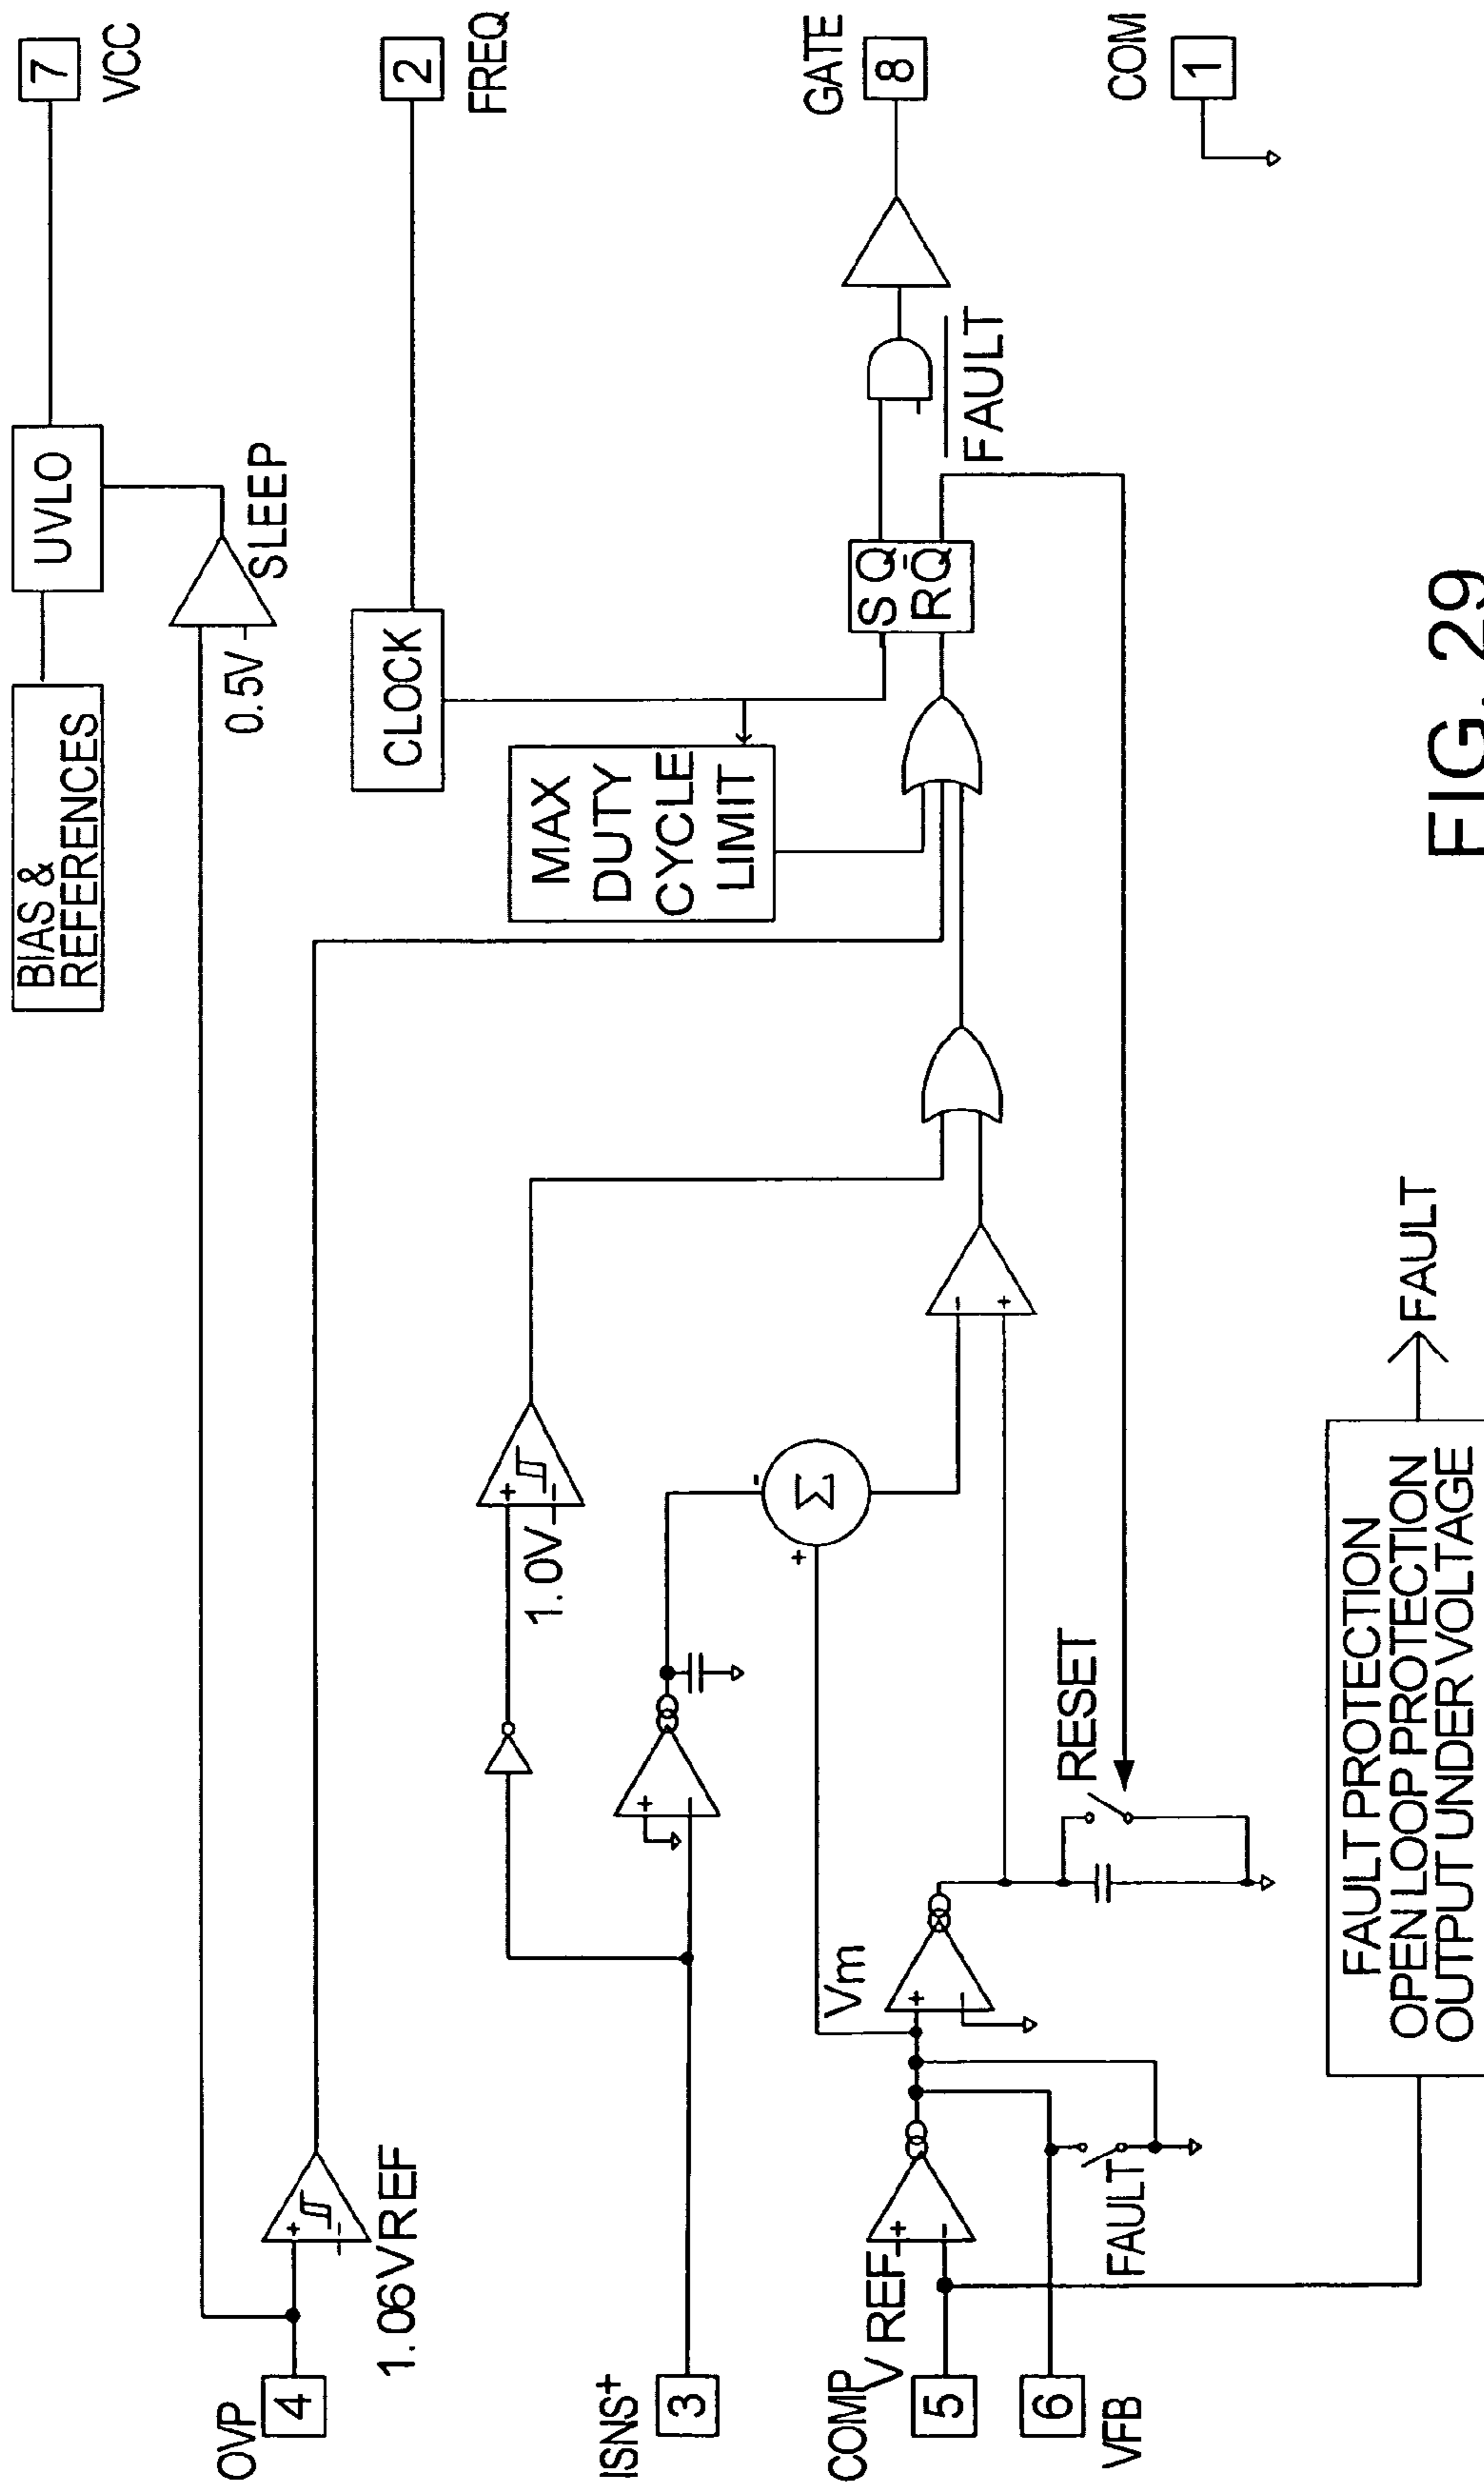 BIAS &
REFERENCES
UVLO
7
VCC
SLEEP
0.5V
OVP
4
1.06VREF
CLOCK
2
FREQ
MAX
DUTY
CYCLE
LIMIT
1.0V
ISNS+
3
+
-
Σ
Vm
COMP
V REF
5
6
VFB
FAULT
RESET
S Q
R Q̅
FAULT
GATE
8
COM
1
FAULT PROTECTION
OPEN LOOP PROTECTION
OUTPUT UNDER VOLTAGE
FAULT
FIG. 29